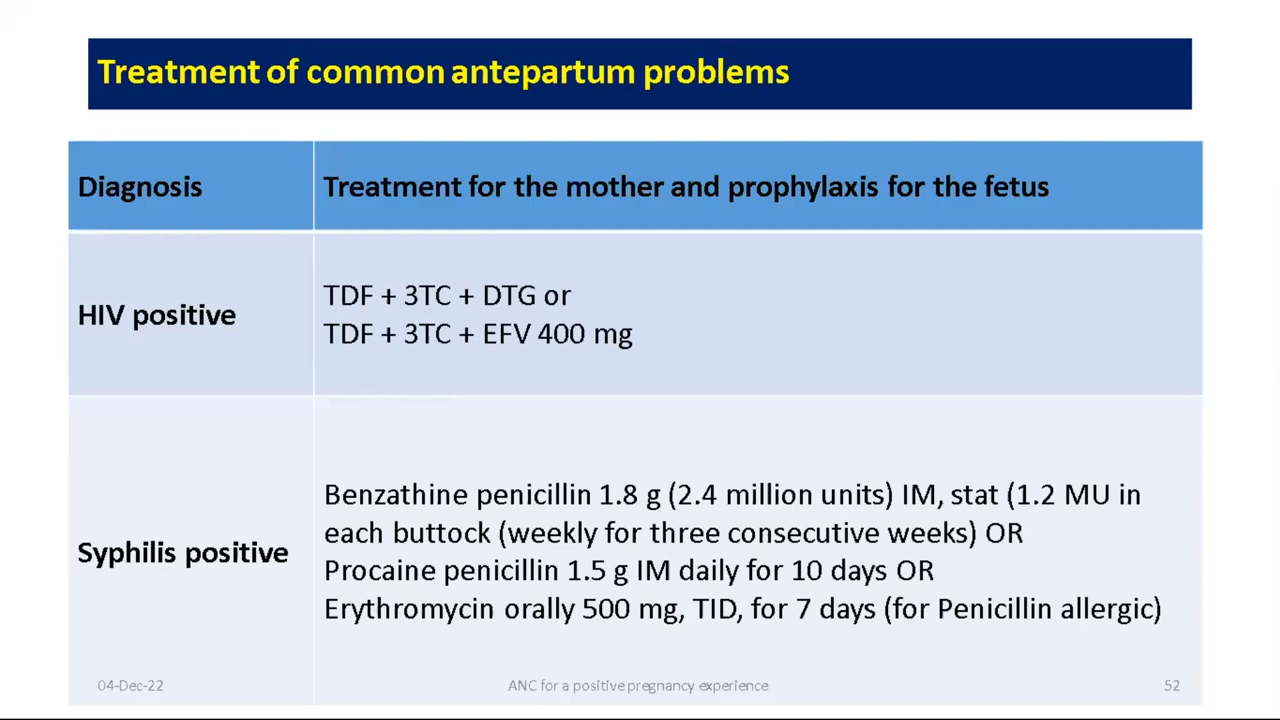 Treatment of common antepartum problems
Diagnosis
Treatment for the mother and prophylaxis for the fetus
HIV positive
TDF + 3TC + DTG or
TDF + 3TC + EFV 400 mg
Syphilis positive
Benzathine penicillin 1.8 g (2.4 million units) IM, stat (1.2 MU in
each buttock (weekly for three consecutive weeks) OR
Procaine penicillin 1.5 g IM daily for 10 days OR
Erythromycin orally 500 mg, TID, for 7 days (for Penicillin allergic)
04-Dec-22
ANC for a positive pregnancy experience
52